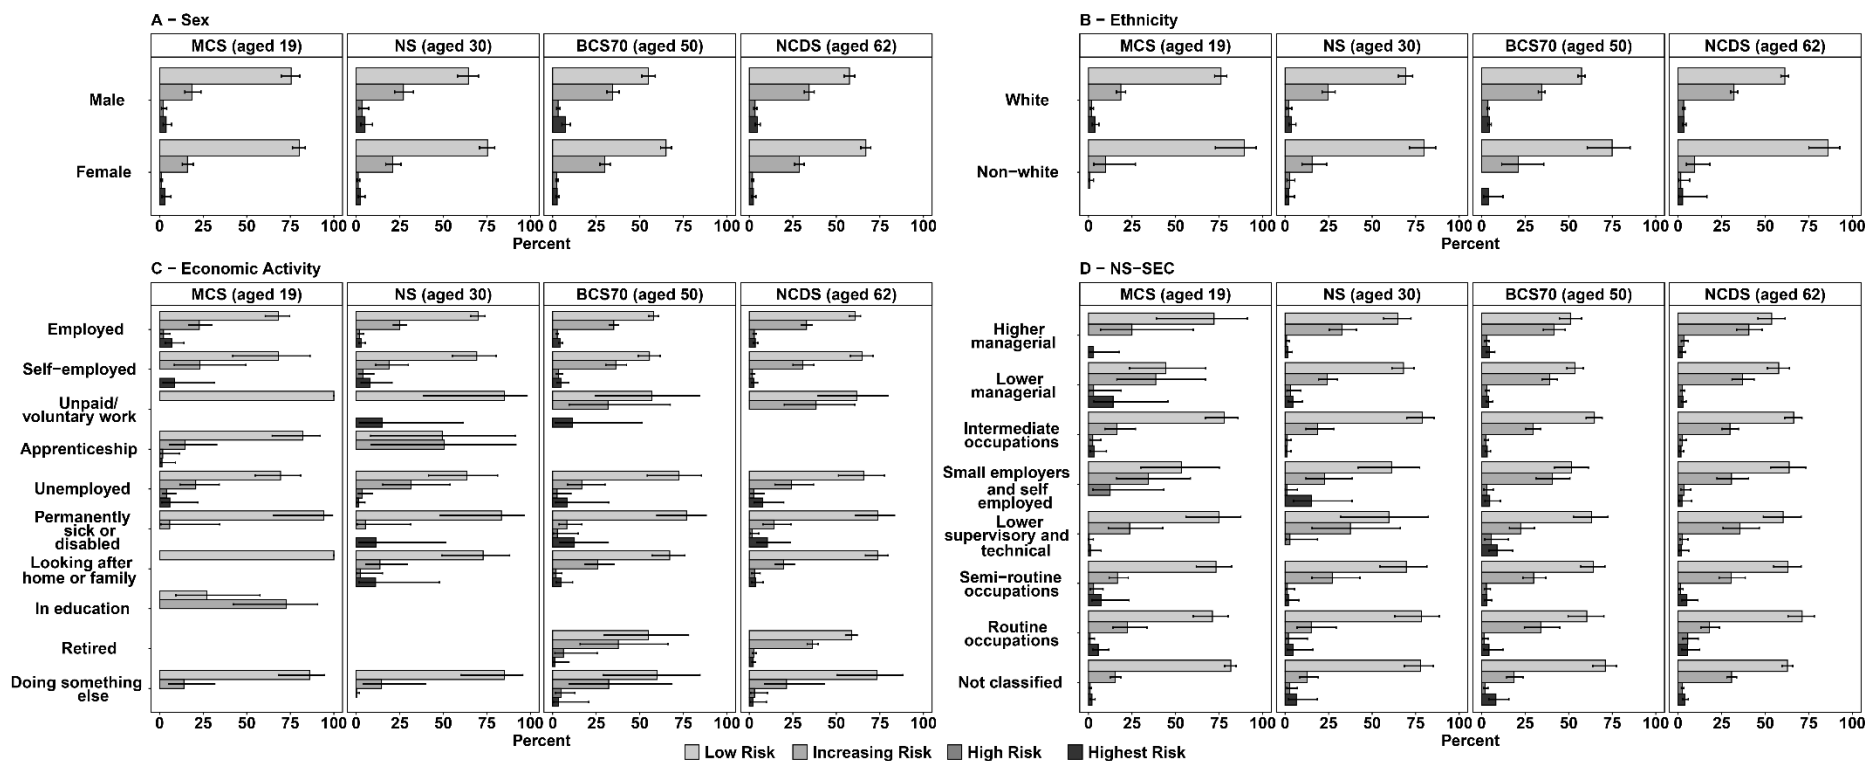 A − Sex
MCS (aged 19) NS (aged 30) BCS70 (aged 50) NCDS (aged 62)
Male
Female
0 25 50 75 100 0 25 50 75 100 0 25 50 75 100 0 25 50 75 100
Percent
B − Ethnicity
MCS (aged 19) NS (aged 30) BCS70 (aged 50) NCDS (aged 62)
White
Non−white
0 25 50 75 100 0 25 50 75 100 0 25 50 75 100 0 25 50 75 100
Percent
C − Economic Activity
MCS (aged 19) NS (aged 30) BCS70 (aged 50) NCDS (aged 62)
Employed
Self−employed
Unpaid/
voluntary work
Apprenticeship
Unemployed
Permanently
sick or
disabled
Looking after
home or family
In education
Retired
Doing something
else
0 25 50 75 100 0 25 50 75 100 0 25 50 75 100 0 25 50 75 100
Percent
D − NS−SEC
MCS (aged 19) NS (aged 30) BCS70 (aged 50) NCDS (aged 62)
Higher
managerial
Lower
managerial
Intermediate
occupations
Small employers
and self
employed
Lower
supervisory and
technical
Semi−routine
occupations
Routine
occupations
Not classified
0 25 50 75 100 0 25 50 75 100 0 25 50 75 100 0 25 50 75 100
Percent
Low Risk Increasing Risk High Risk Highest Risk